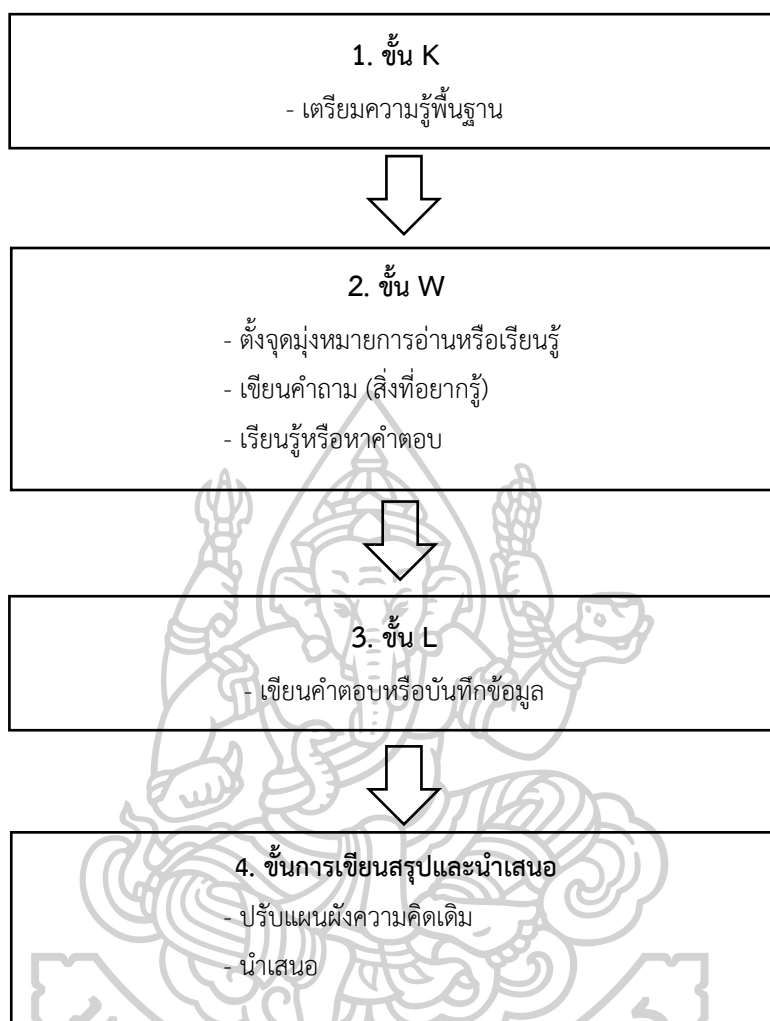 1. ขั้น K
- เตรียมความรู้พื้นฐาน
2. ขั้น W
- ตั้งจุดมุ่งหมายการอ่านหรือเรียนรู้
- เขียนคำถาม (สิ่งที่อยากรู้)
- เรียนรู้หรือหาคำตอบ
3. ขั้น L
- เขียนคำตอบหรือบันทึกข้อมูล
4. ขั้นการเขียนสรุปและนำเสนอ
- ปรับแผนผังความคิดเดิม
- นำเสนอ